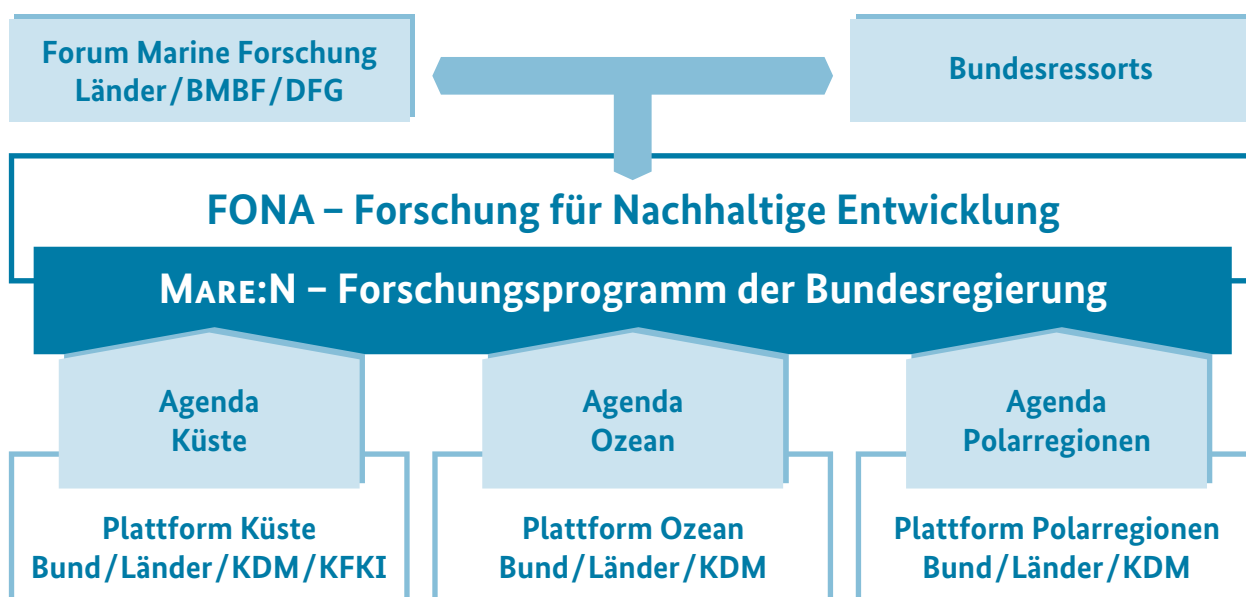 Forum Marine Forschung
Länder/BMBF/DFG
Bundesressorts
FONA – Forschung für Nachhaltige Entwicklung
MARE:N – Forschungsprogramm der Bundesregierung
Agenda
Küste
Agenda
Ozean
Agenda
Polarregionen
Plattform Küste
Bund/Länder/KDM/KFKI
Plattform Ozean
Bund/Länder/KDM
Plattform Polarregionen
Bund/Länder/KDM